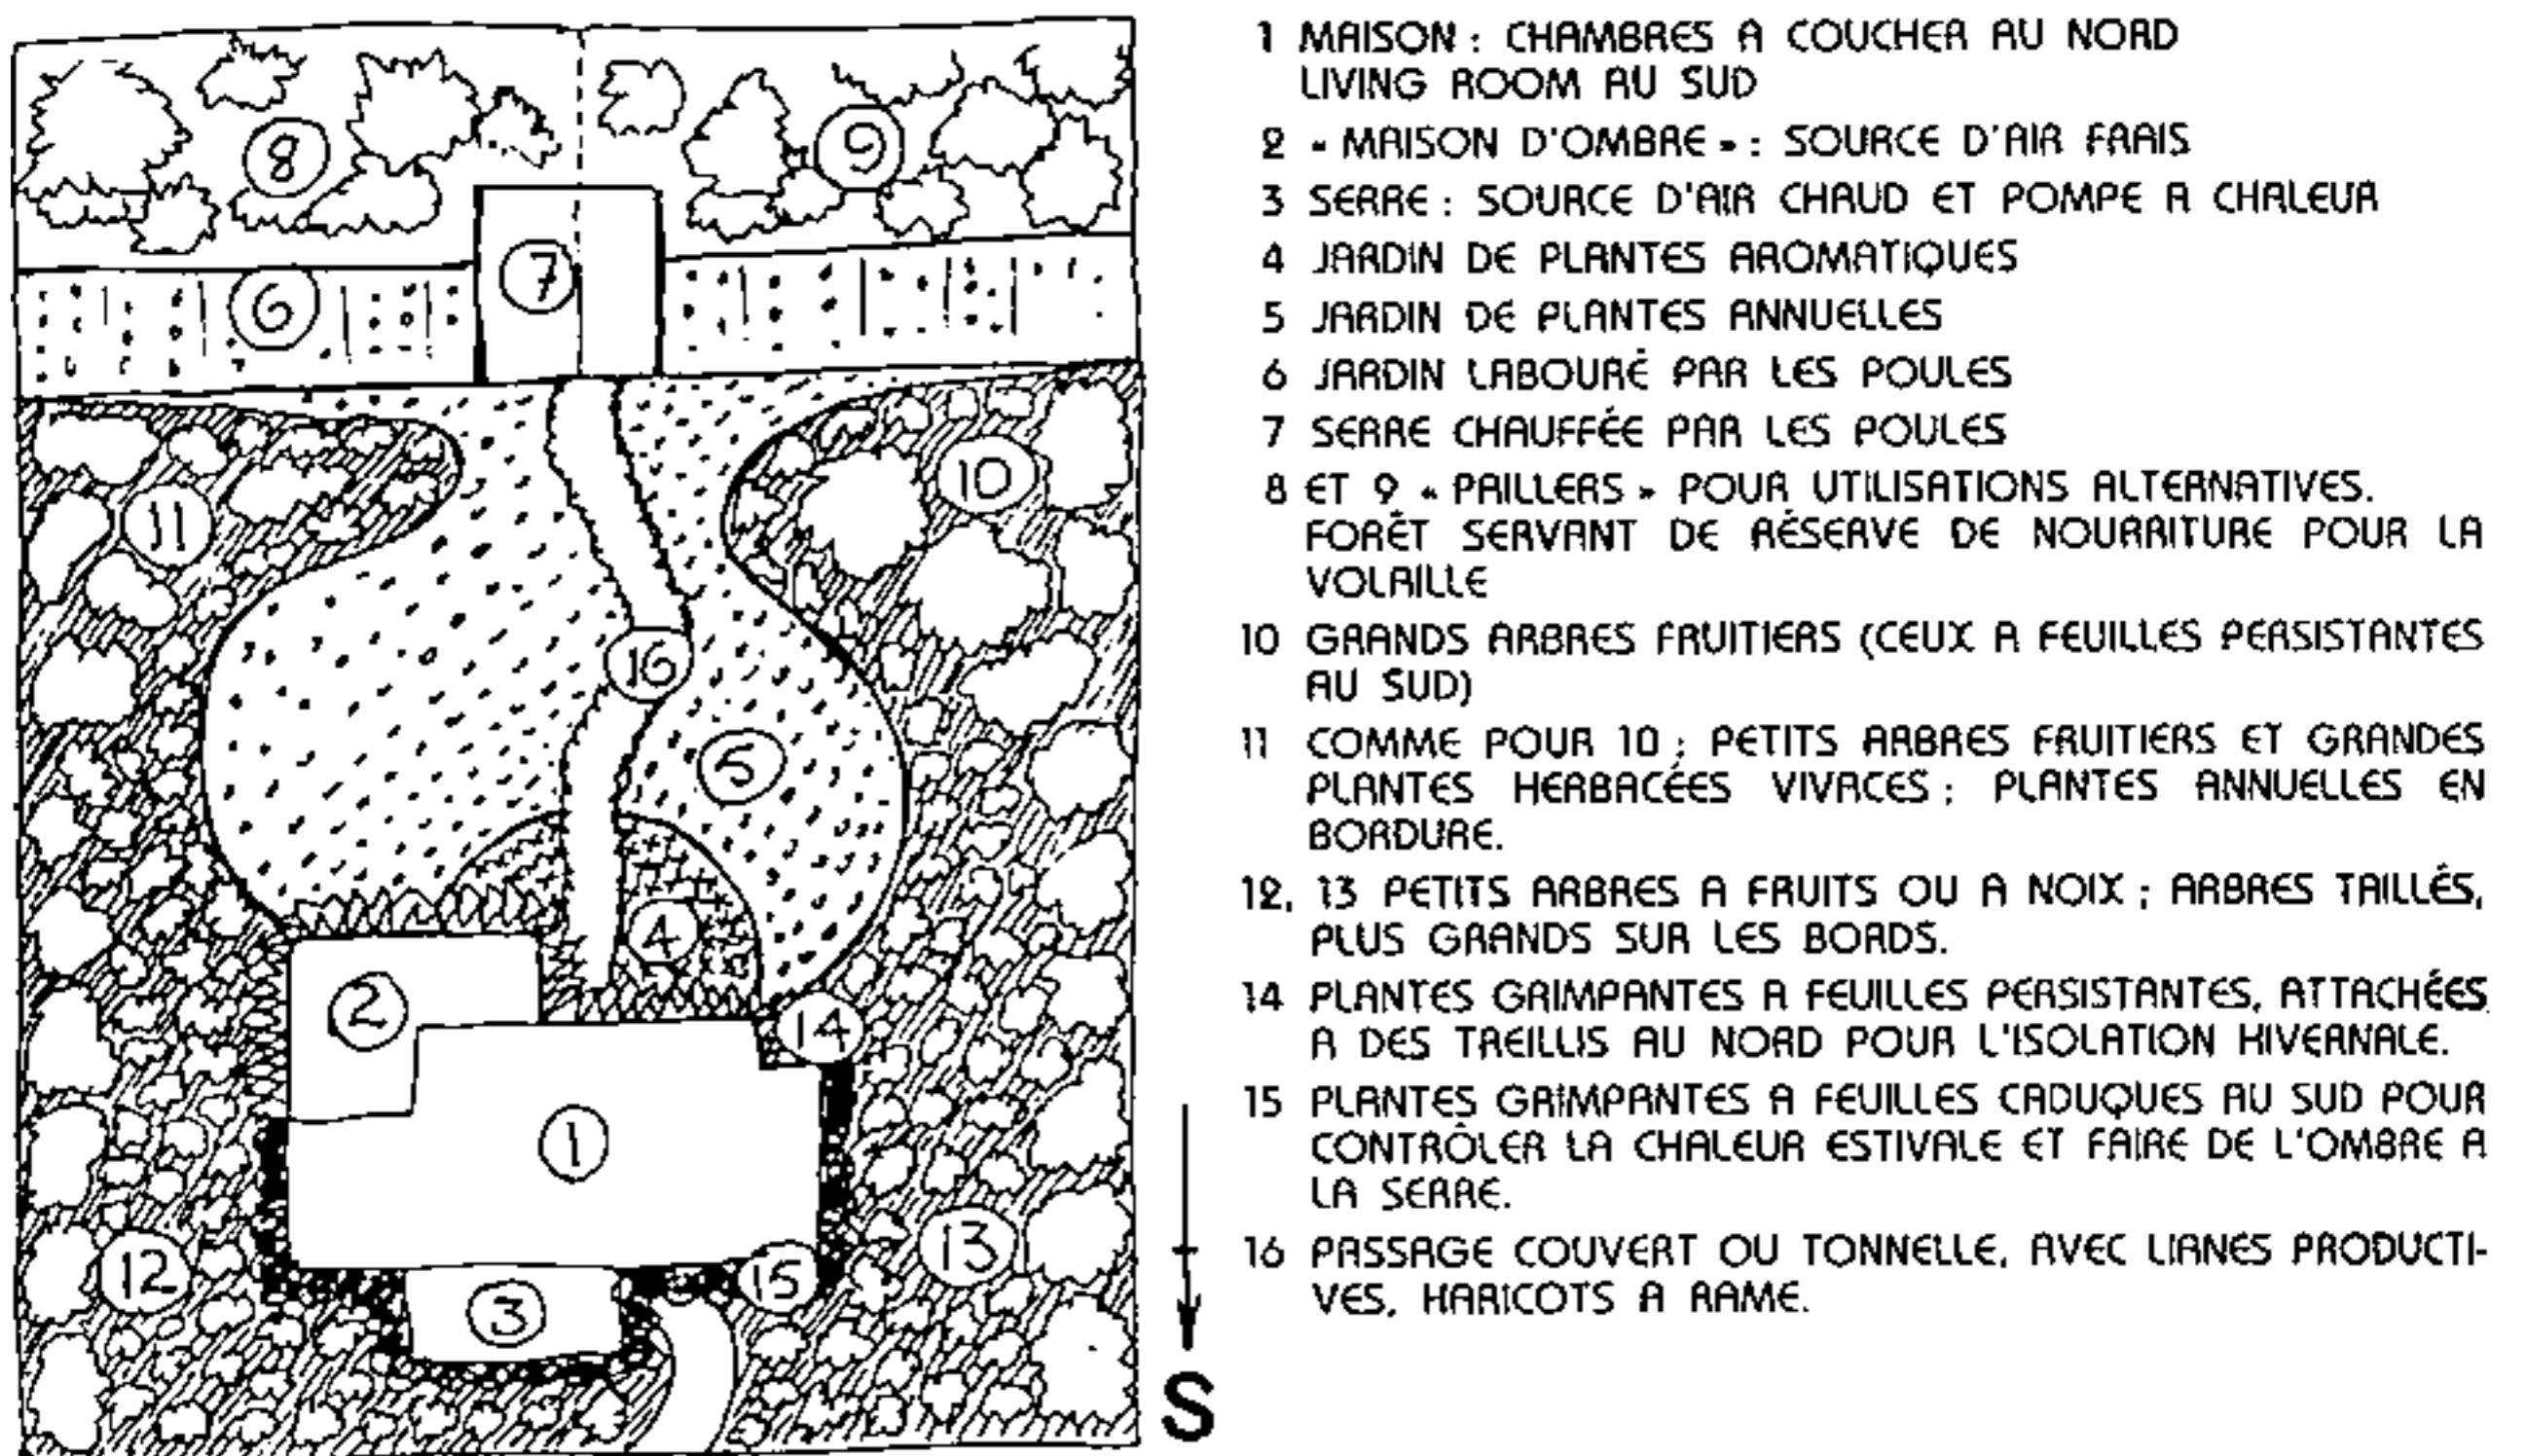 8
9
7
6
10
11
16
5
4
2
14
1
13
12
15
3
S
1 MAISON : CHAMBRES A COUCHER AU NORD
LIVING ROOM AU SUD
2 « MAISON D'OMBRE » : SOURCE D'AIR FRAIS
3 SERRE : SOURCE D'AIR CHAUD ET POMPE A CHALEUR
4 JARDIN DE PLANTES AROMATIQUES
5 JARDIN DE PLANTES ANNUELLES
6 JARDIN LABOURÉ PAR LES POULES
7 SERRE CHAUFFÉE PAR LES POULES
8 ET 9 « PAILLERS » POUR UTILISATIONS ALTERNATIVES.
FORÊT SERVANT DE RÉSERVE DE NOURRITURE POUR LA
VOLAILLE
10 GRANDS ARBRES FRUITIERS (CEUX A FEUILLES PERSISTANTES
AU SUD)
11 COMME POUR 10 ; PETITS ARBRES FRUITIERS ET GRANDES
PLANTES HERBACÉES VIVACES ; PLANTES ANNUELLES EN
BORDURE.
12, 13 PETITS ARBRES A FRUITS OU A NOIX ; ARBRES TAILLÉS,
PLUS GRANDS SUR LES BORDS.
14 PLANTES GRIMPANTES A FEUILLES PERSISTANTES, ATTACHÉES
A DES TREILLIS AU NORD POUR L'ISOLATION HIVERNALE.
15 PLANTES GRIMPANTES A FEUILLES CADUQUES AU SUD POUR
CONTRÔLER LA CHALEUR ESTIVALE ET FAIRE DE L'OMBRE A
LA SERRE.
16 PASSAGE COUVERT OU TONNELLE, AVEC LIANES PRODUCTI-
VES, HARICOTS A RAME.